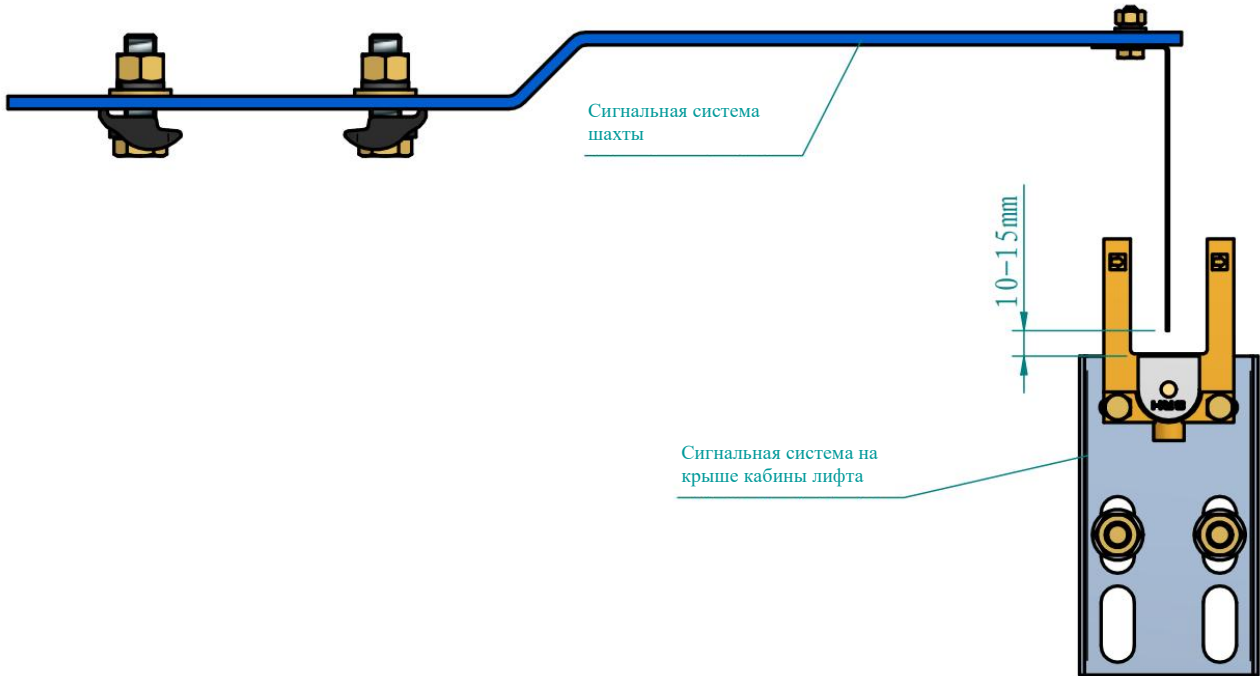 Сигнальная система
шахты
10-15mm
Сигнальная система на
крыше кабины лифта